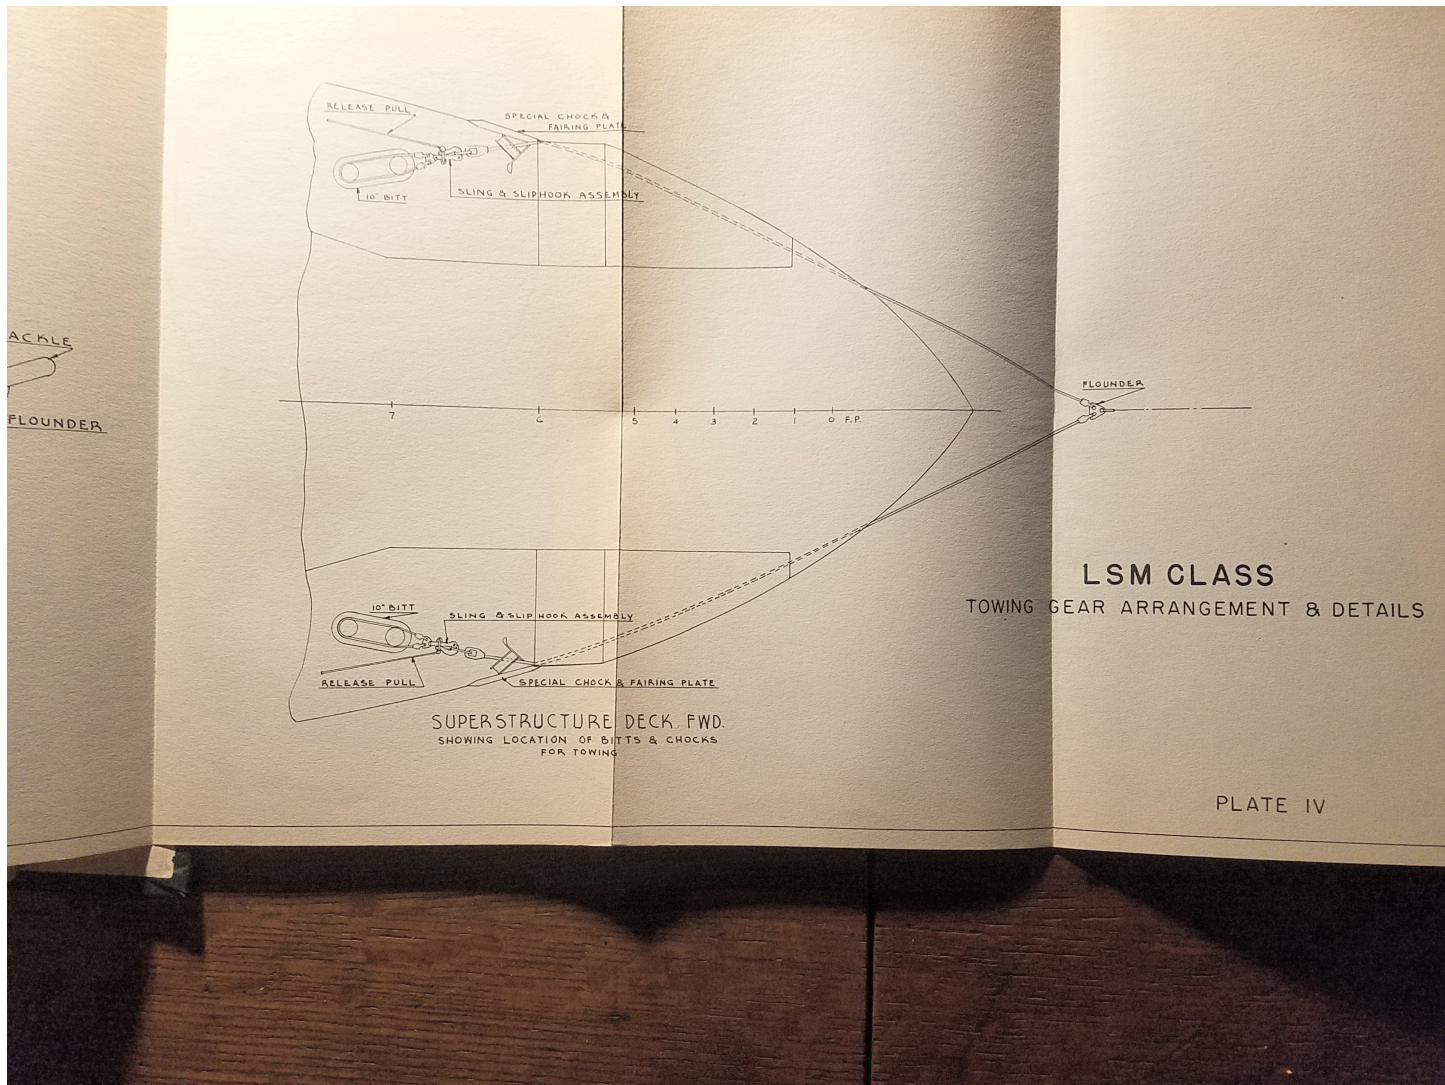 RELEASE PULL
SPECIAL CHOCK &
FAIRING PLATE
10" BITT
SLING & SLIPHOOK ASSEMBLY
ACKLE
FLOUNDER
FLOUNDER
7 6 5 4 3 2 1 0 F.P.
LSM CLASS
TOWING GEAR ARRANGEMENT & DETAILS
10" BITT
SLING & SLIP HOOK ASSEMBLY
RELEASE PULL
SPECIAL CHOCK & FAIRING PLATE
SUPERSTRUCTURE DECK FWD.
SHOWING LOCATION OF BITTS & CHOCKS
FOR TOWING
PLATE IV